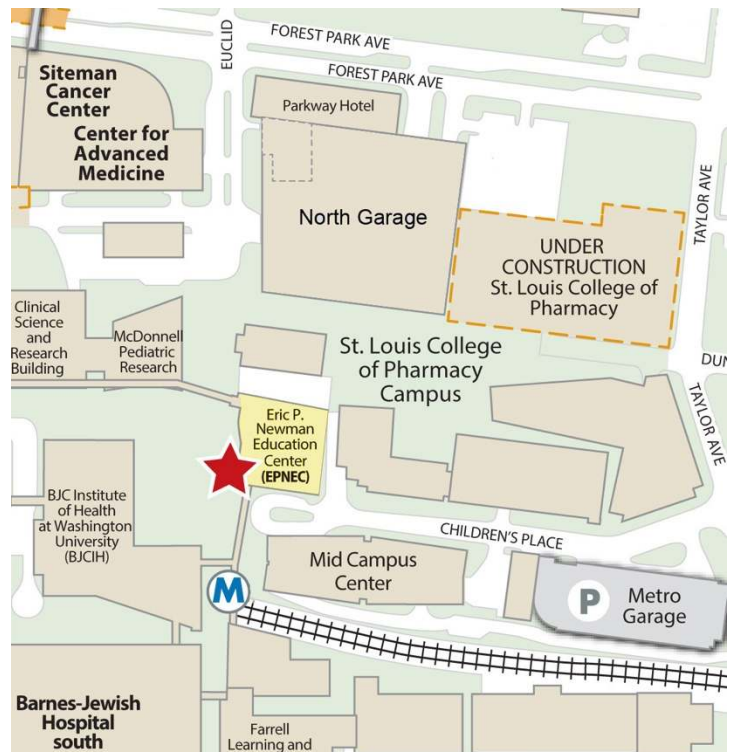 FOREST PARK AVE
FOREST PARK AVE
EUCLID
Siteman
Cancer
Center
Center for
Advanced
Medicine
Parkway Hotel
North Garage
TAYLOR AVE
UNDER
CONSTRUCTION
St. Louis College of
Pharmacy
Clinical
Science
and
Research
Building
McDonnell
Pediatric
Research
St. Louis College
of Pharmacy
Campus
DUN
TAYLOR AVE
Eric P.
Newman
Education
Center
(EPNEC)
BJC Institute
of Health
at Washington
University
(BJCIH)
CHILDREN'S PLACE
Mid Campus
Center
M
P
Metro
Garage
Barnes-Jewish
Hospital
south
Farrell
Learning and